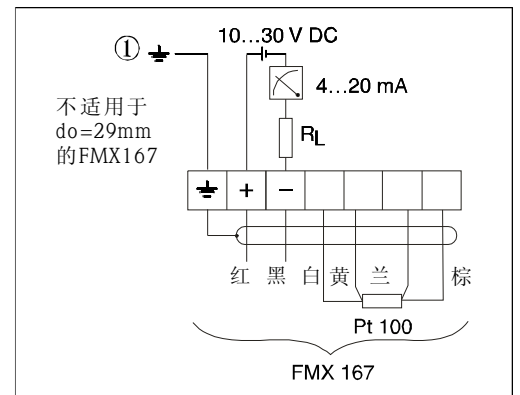 10…30 V DC
①
4…20 mA
不适用于
do=29mm
的FMX167
RL
+ −
红 黑 白 黄 兰 棕
Pt 100
FMX 167